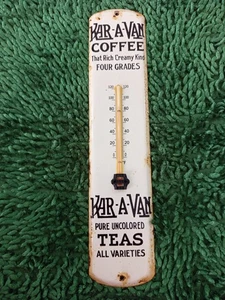 KAR-A-VAN
COFFEE
That Rich Creamy Kind
FOUR GRADES
KAR-A-VAN
PURE UNCOLORED
TEAS
ALL VARIETIES